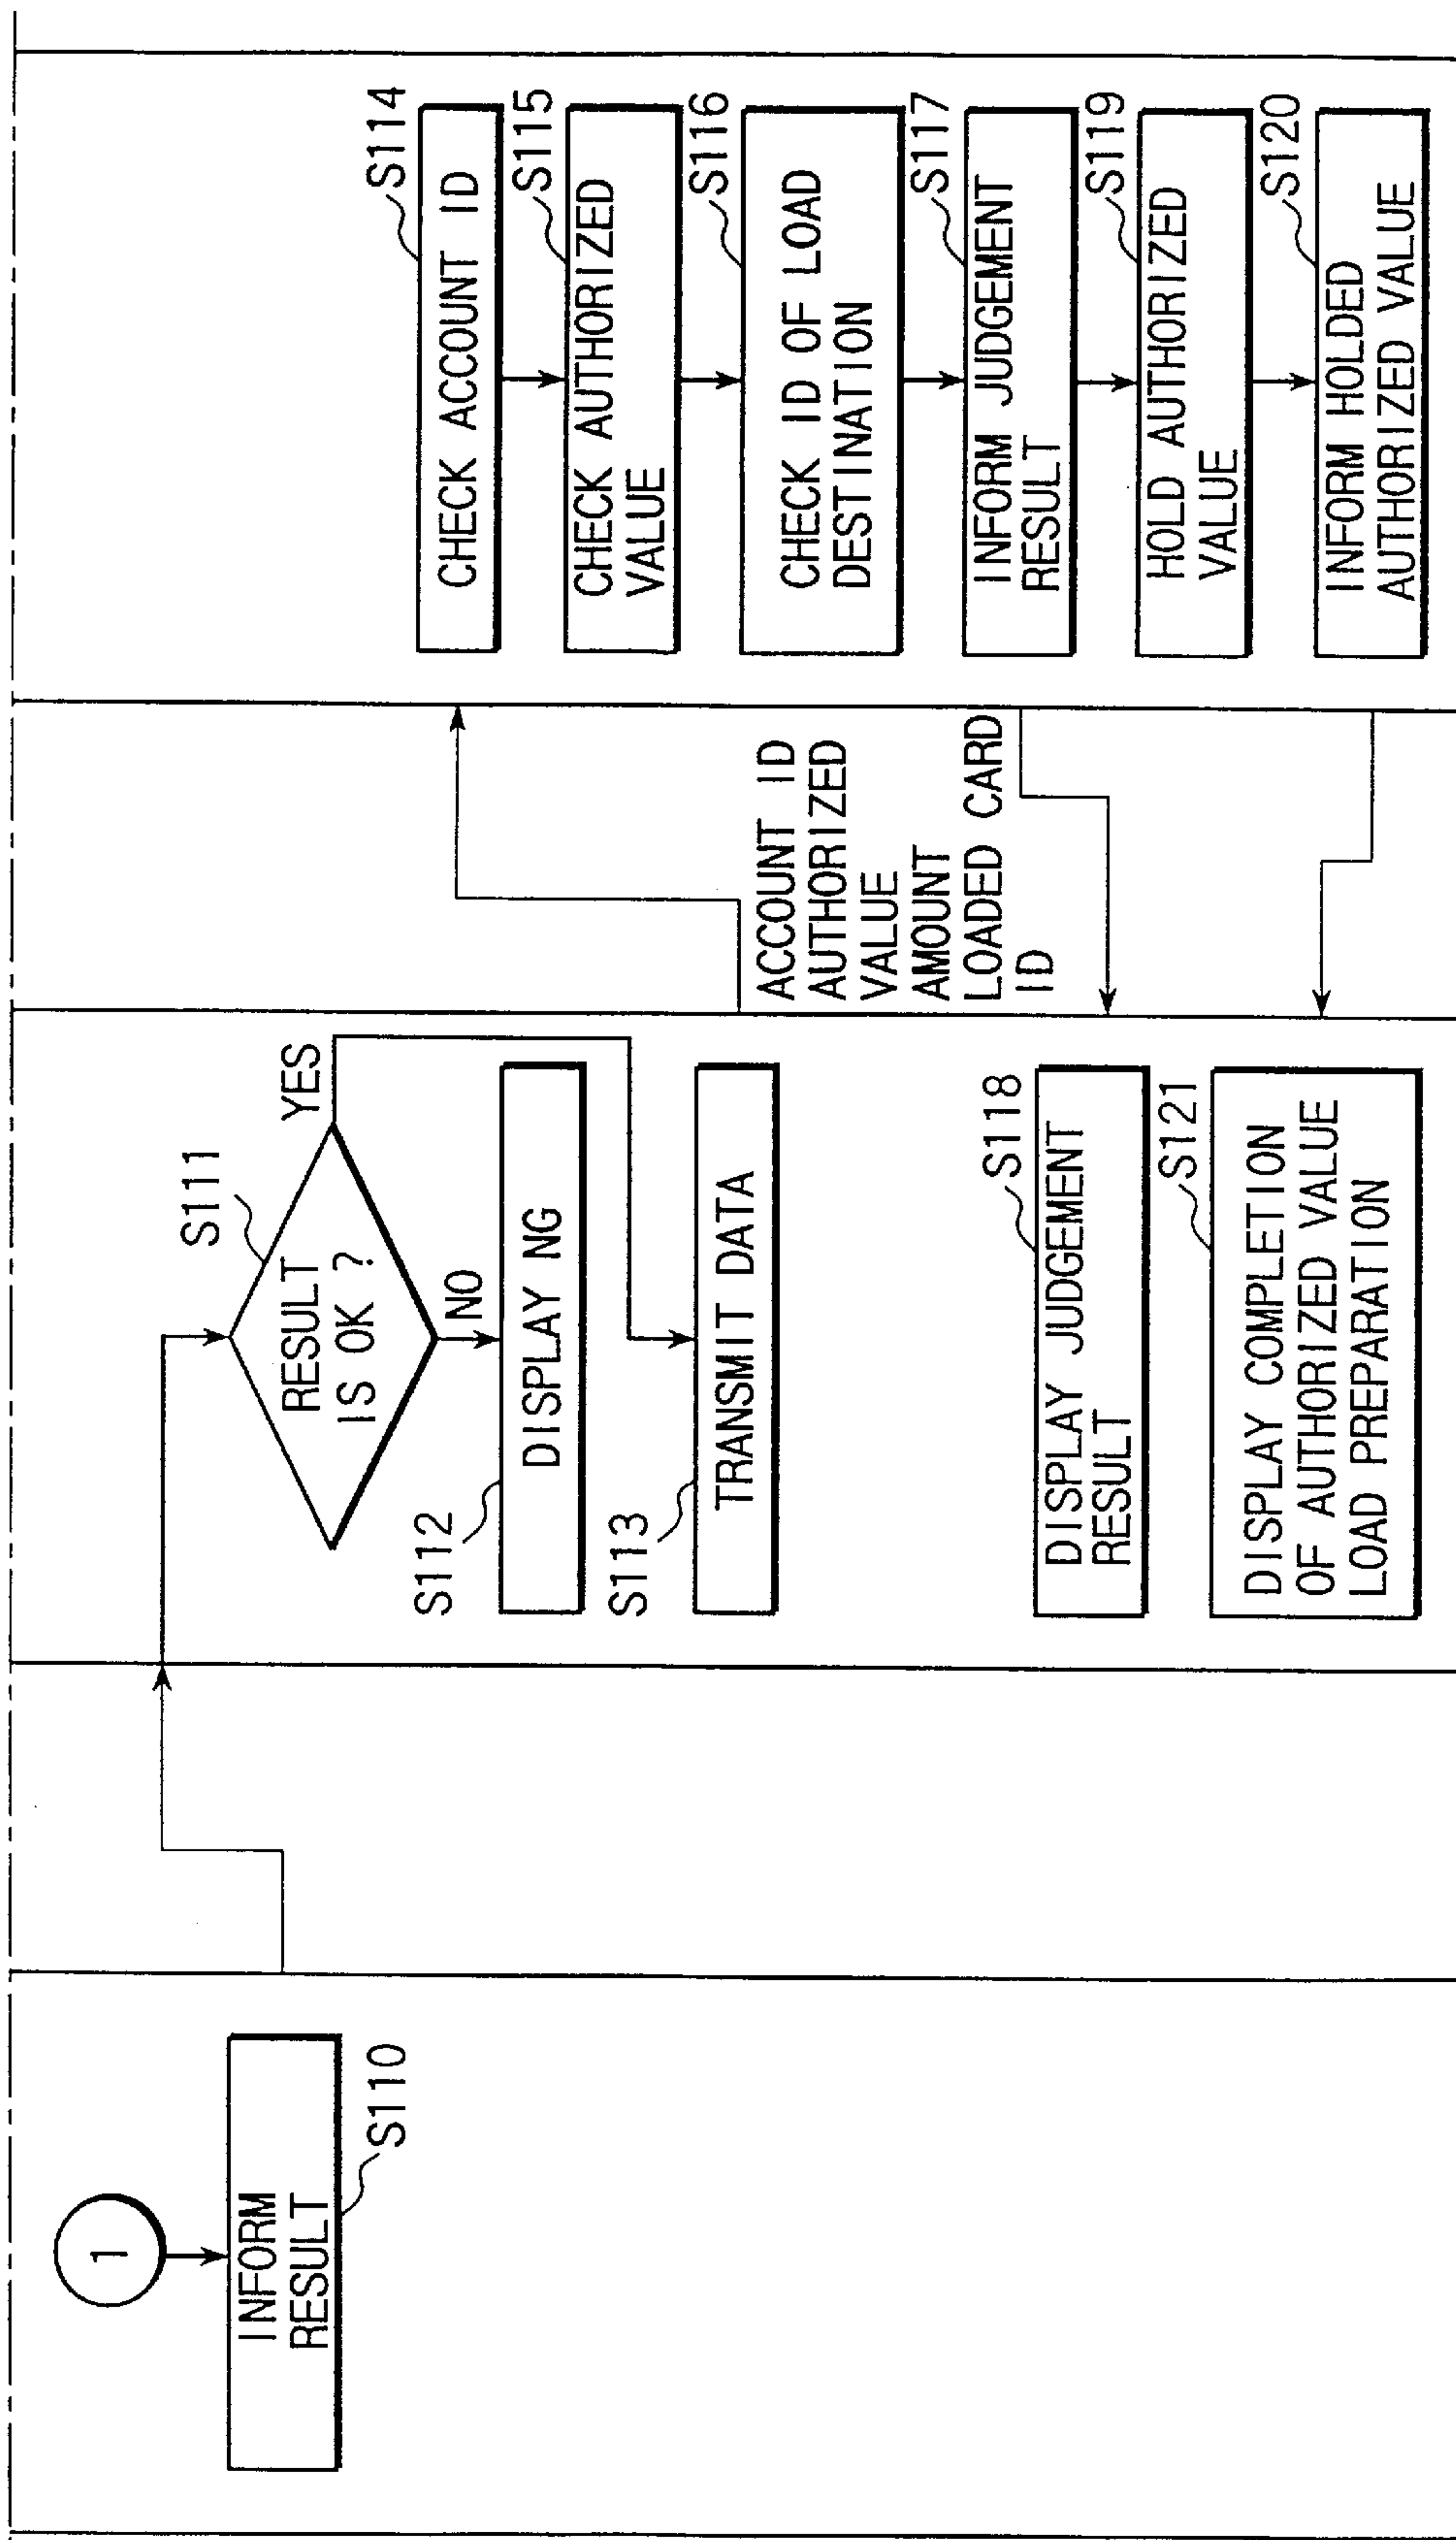 1
INFORM
RESULT
S110
S111
RESULT
IS OK ?
YES
NO
S112
DISPLAY NG
S113
TRANSMIT DATA
ACCOUNT ID
AUTHORIZED
VALUE
AMOUNT
LOADED CARD
ID
S114
CHECK ACCOUNT ID
S115
CHECK AUTHORIZED
VALUE
S116
CHECK ID OF LOAD
DESTINATION
S117
INFORM JUDGEMENT
RESULT
S118
DISPLAY JUDGEMENT
RESULT
S119
HOLD AUTHORIZED
VALUE
S120
INFORM HOLDED
AUTHORIZED VALUE
S121
DISPLAY COMPLETION
OF AUTHORIZED VALUE
LOAD PREPARATION